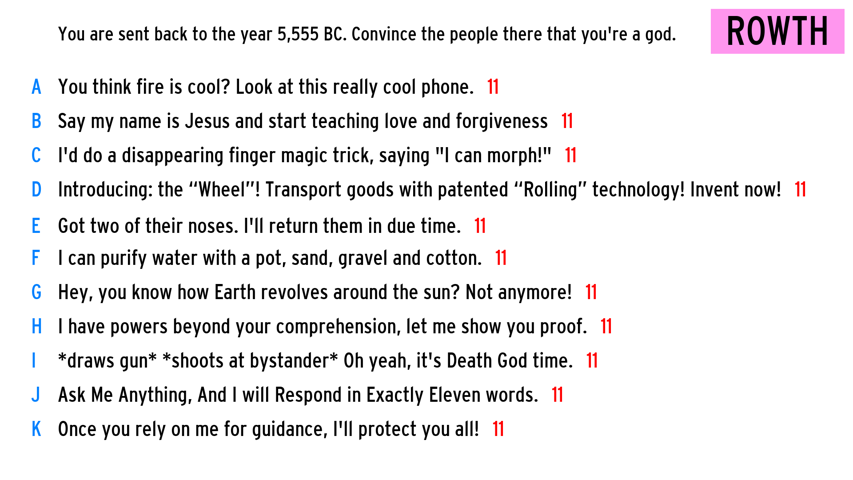 You are sent back to the year 5,555 BC. Convince the people there that you're a god.
ROWTH
A You think fire is cool? Look at this really cool phone. 11
B Say my name is Jesus and start teaching love and forgiveness 11
C I'd do a disappearing finger magic trick, saying "I can morph!" 11
D Introducing: the “Wheel”! Transport goods with patented “Rolling” technology! Invent now! 11
E Got two of their noses. I'll return them in due time. 11
F I can purify water with a pot, sand, gravel and cotton. 11
G Hey, you know how Earth revolves around the sun? Not anymore! 11
H I have powers beyond your comprehension, let me show you proof. 11
I *draws gun* *shoots at bystander* Oh yeah, it's Death God time. 11
J Ask Me Anything, And I will Respond in Exactly Eleven words. 11
K Once you rely on me for guidance, I'll protect you all! 11